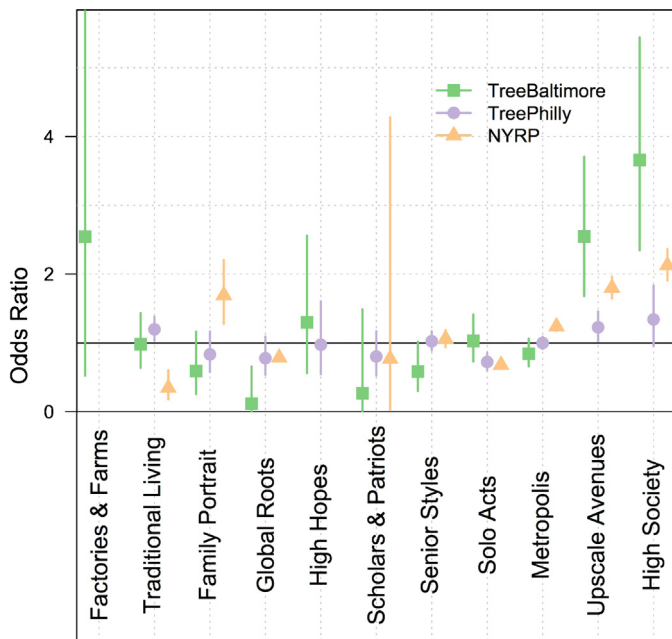 TreeBaltimore
TreePhilly
NYRP
Odds Ratio
4
2
0
Factories & Farms
Traditional Living
Family Portrait
Global Roots
High Hopes
Scholars & Patriots
Senior Styles
Solo Acts
Metropolis
Upscale Avenues
High Society